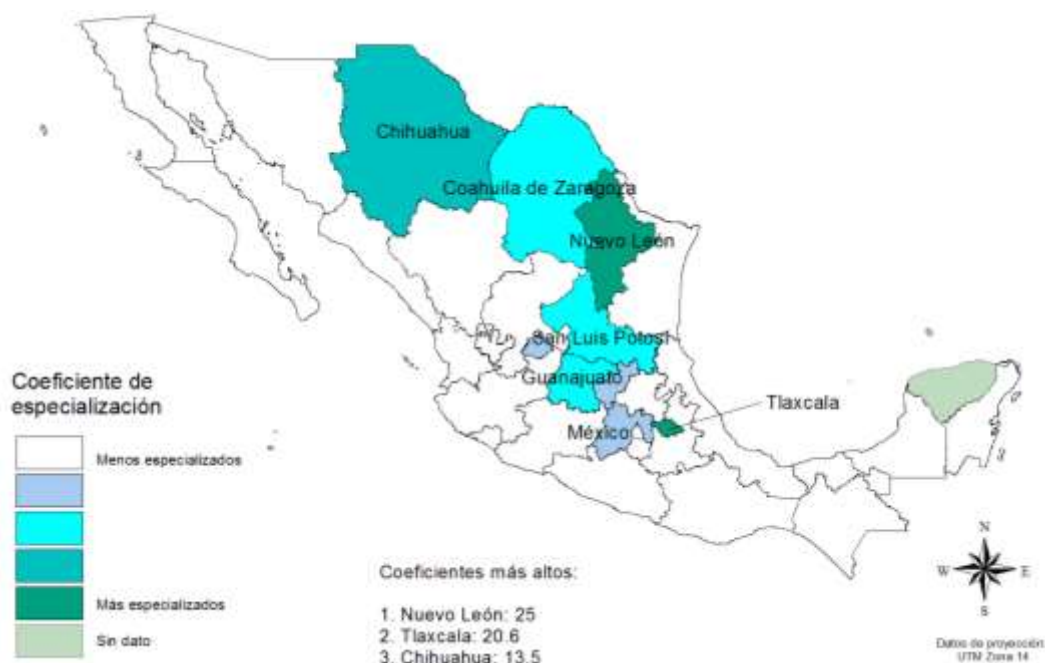 Chihuahua
Coahuila de Zaragoza
Nuevo León
San Luis Potosí
Guanajuato
Tlaxcala
México
Coeficiente de
especialización
Menos especializados
Más especializados
Sin dato
Coeficientes más altos:
1. Nuevo León: 25
2. Tlaxcala: 20.6
3. Chihuahua: 13.5
N
W
E
S
Datos de proyección
UTM Zona 14